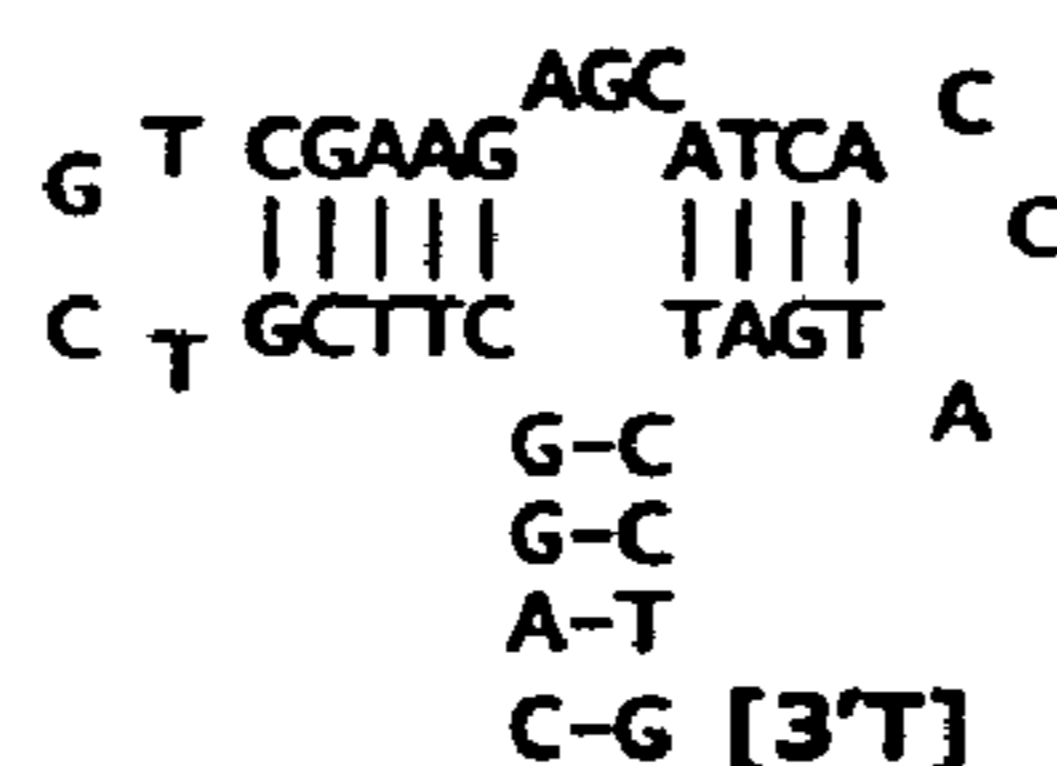 AGC
C
T CGAAG ATCA
G
C
C T GCTTC TAGT
A
G-C
G-C
A-T
C-G [3'T]